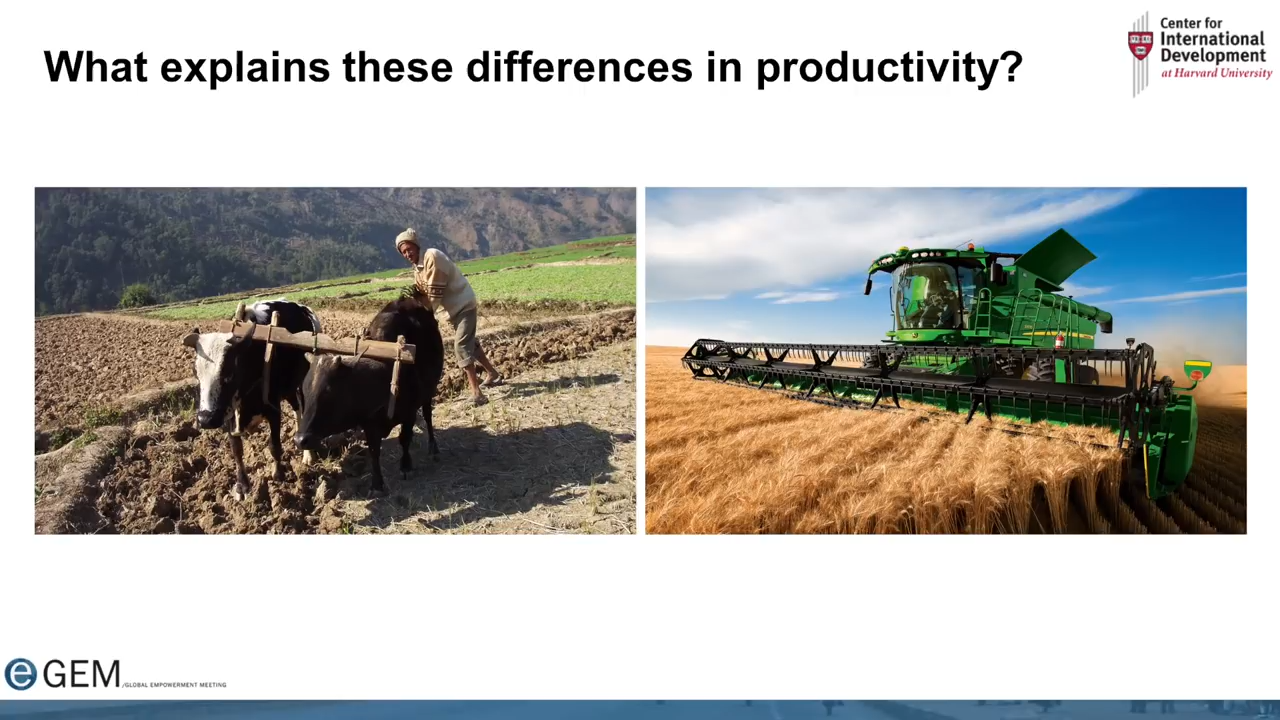 What explains these differences in productivity?
Center for
International
Development
at Harvard University
e GEM /GLOBAL EMPOWERMENT MEETING